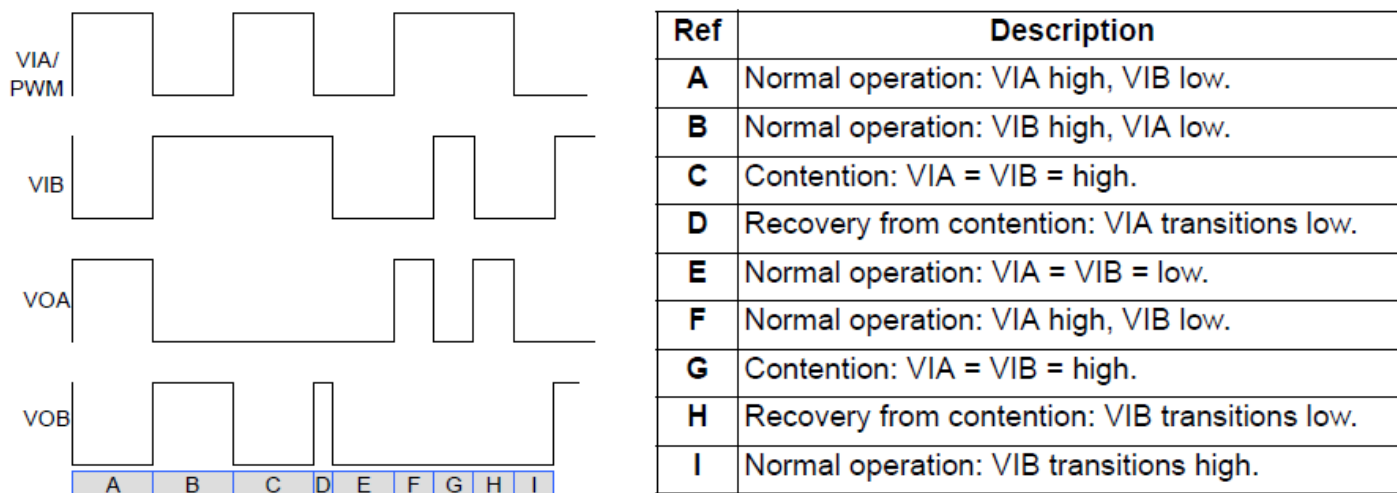 VIA/
PWM
VIB
VOA
VOB
A B C D E F G H I
Ref Description
A Normal operation: VIA high, VIB low.
B Normal operation: VIB high, VIA low.
C Contention: VIA = VIB = high.
D Recovery from contention: VIA transitions low.
E Normal operation: VIA = VIB = low.
F Normal operation: VIA high, VIB low.
G Contention: VIA = VIB = high.
H Recovery from contention: VIB transitions low.
I Normal operation: VIB transitions high.